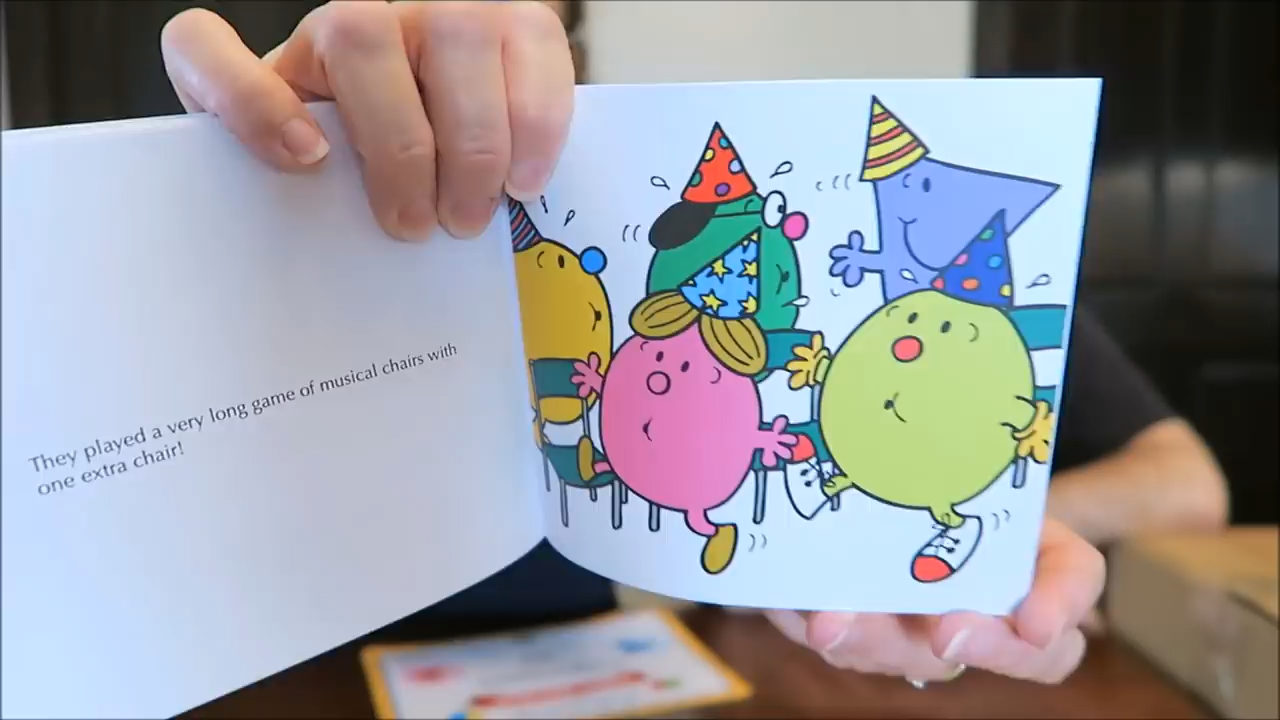 They played a very long game of musical chairs with
one extra chair!